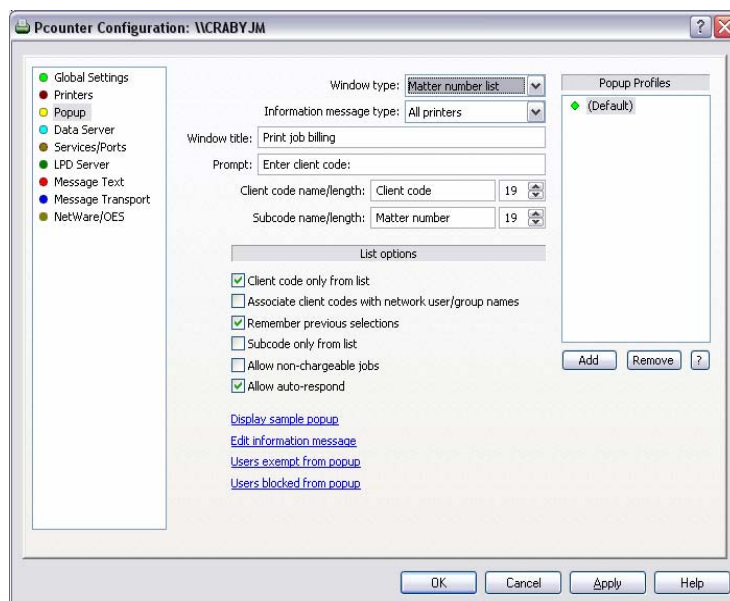 Pcounter Configuration: \\CRABYJM
?
Global Settings
Printers
Popup
Data Server
Services/Ports
LPD Server
Message Text
Message Transport
NetWare/OES
Window type: Matter number list
Information message type: All printers
Window title: Print job billing
Prompt: Enter client code:
Client code name/length: Client code 19
Subcode name/length: Matter number 19
List options
Client code only from list
Associate client codes with network user/group names
Remember previous selections
Subcode only from list
Allow non-chargeable jobs
Allow auto-respond
Display sample popup
Edit information message
Users exempt from popup
Users blocked from popup
Popup Profiles
(Default)
Add Remove ?
OK Cancel Apply Help